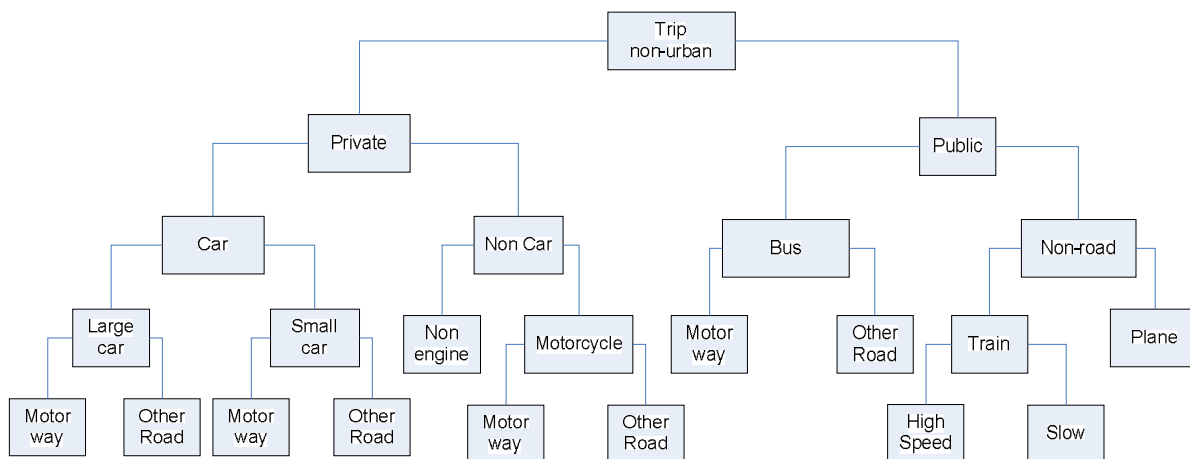 Trip
non-urban
Private
Public
Car
Non Car
Bus
Non-road
Large
car
Small
car
Non
engine
Motorcycle
Motor
way
Other
Road
Train
Plane
Motor
way
Other
Road
Motor
way
Other
Road
Motor
way
Other
Road
High
Speed
Slow